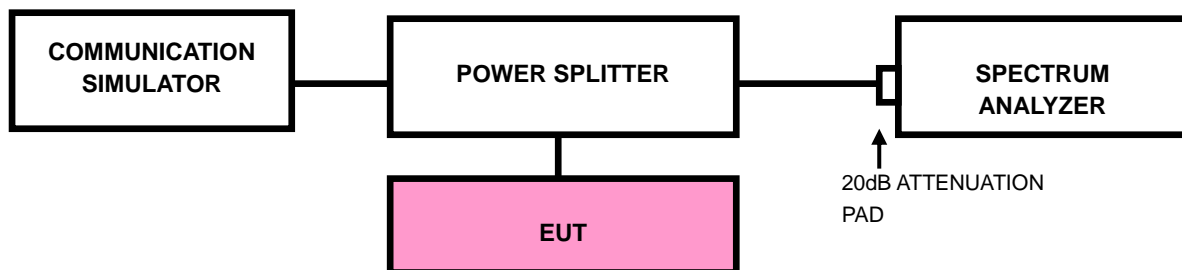 COMMUNICATION
SIMULATOR
POWER SPLITTER
SPECTRUM
ANALYZER
20dB ATTENUATION
PAD
EUT